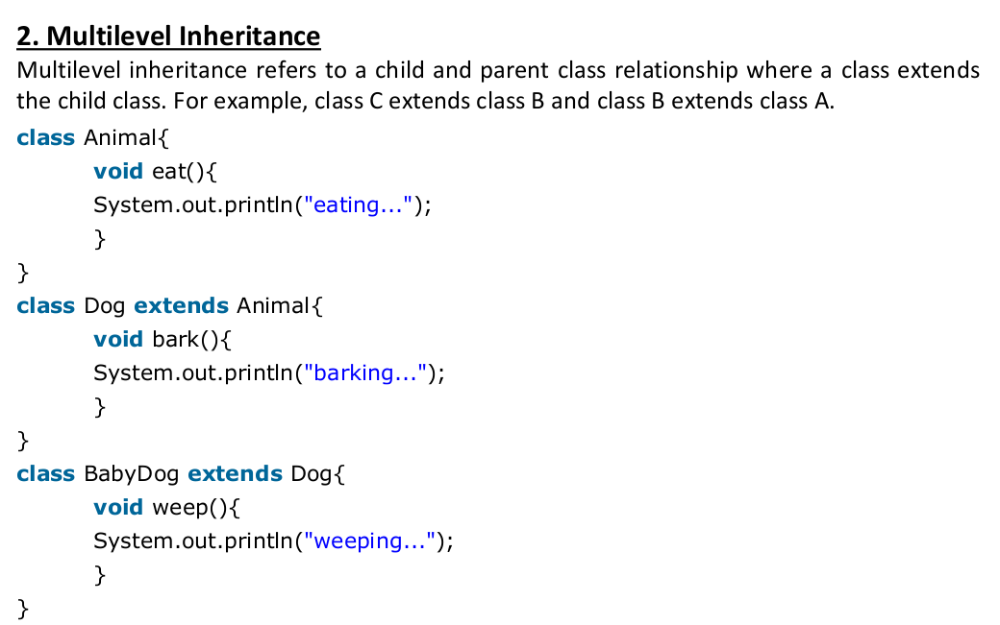 2. Multilevel Inheritance
Multilevel inheritance refers to a child and parent class relationship where a class extends
the child class. For example, class C extends class B and class B extends class A.
class Animal{
void eat(){
System.out.println("eating...");
}
}
class Dog extends Animal{
void bark(){
System.out.println("barking...");
}
}
class BabyDog extends Dog{
void weep(){
System.out.println("weeping...");
}
}